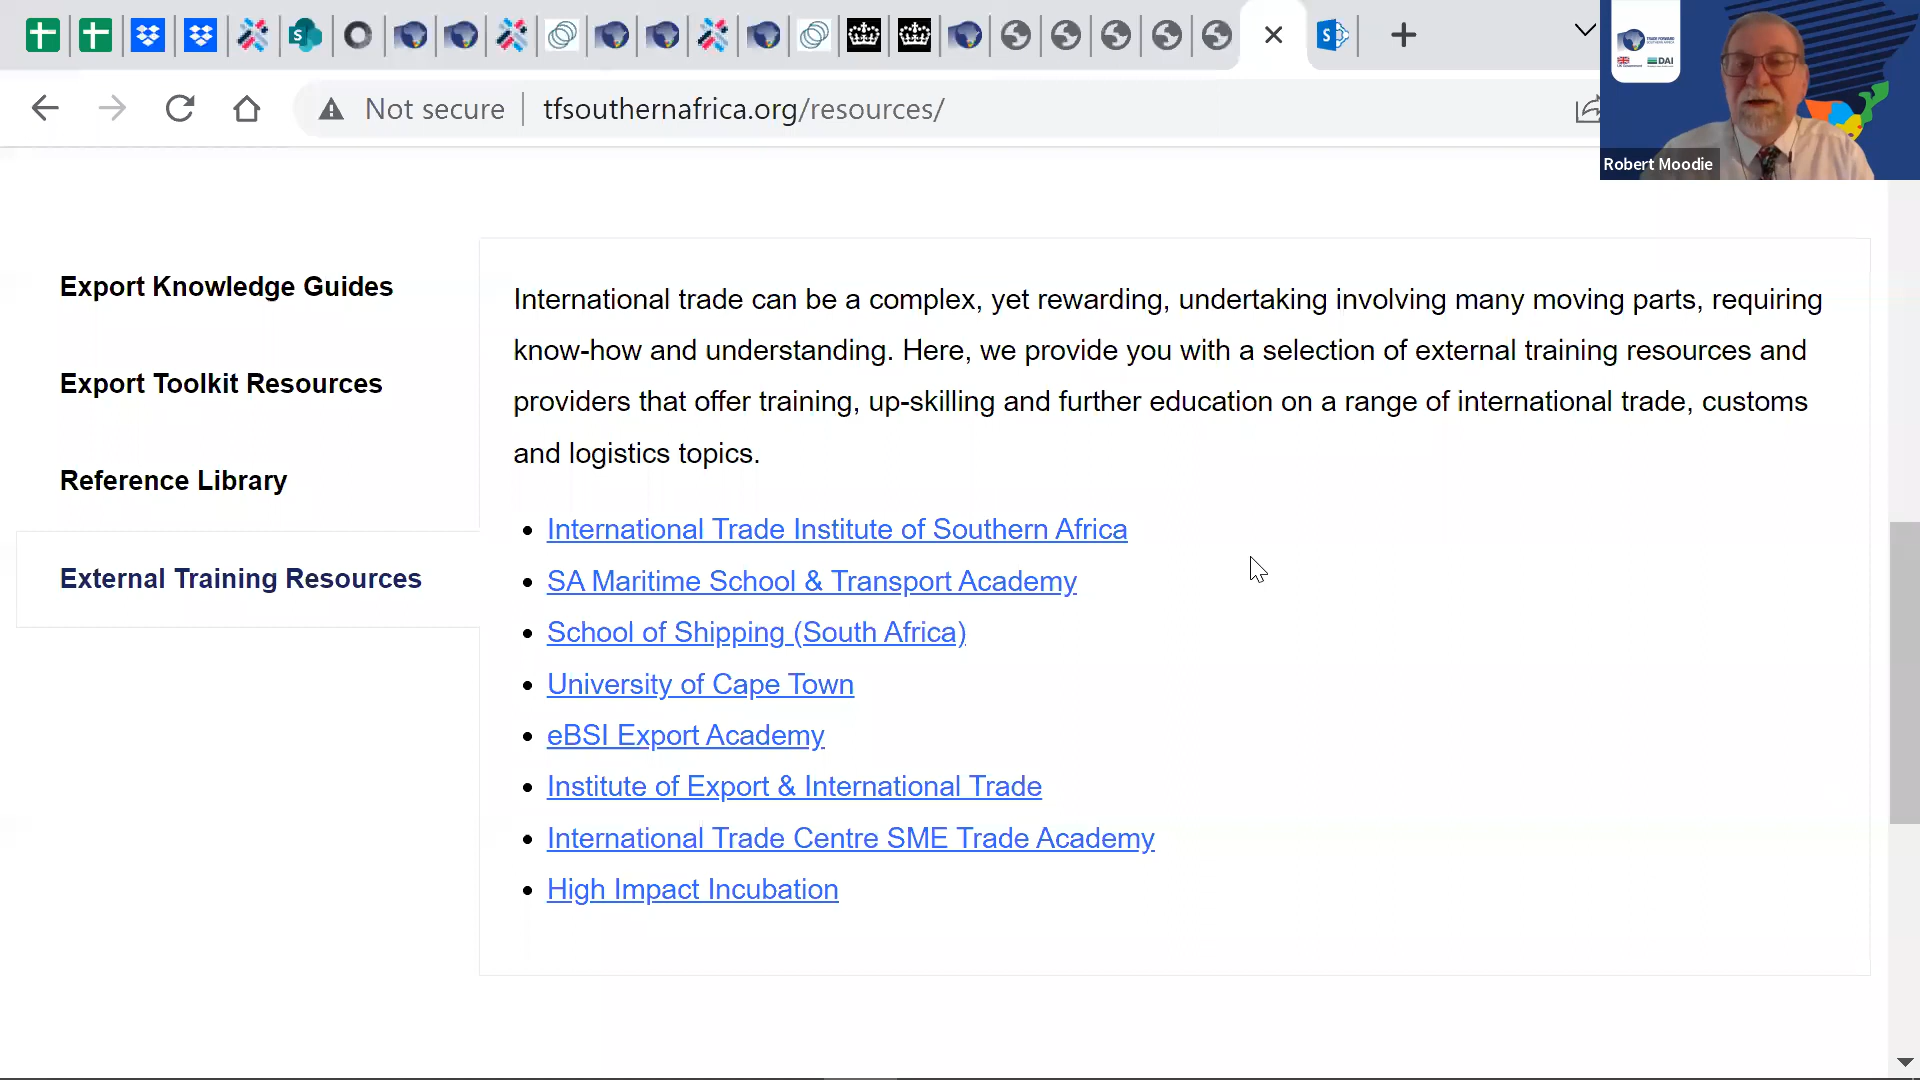 Not secure
tfsouthernafrica.org/resources/
DAI
Robert Moodie
Export Knowledge Guides
Export Toolkit Resources
Reference Library
External Training Resources
International trade can be a complex, yet rewarding, undertaking involving many moving parts, requiring
know-how and understanding. Here, we provide you with a selection of external training resources and
providers that offer training, up-skilling and further education on a range of international trade, customs
and logistics topics.
International Trade Institute of Southern Africa
SA Maritime School & Transport Academy
School of Shipping (South Africa)
University of Cape Town
eBSI Export Academy
Institute of Export & International Trade
International Trade Centre SME Trade Academy
High Impact Incubation